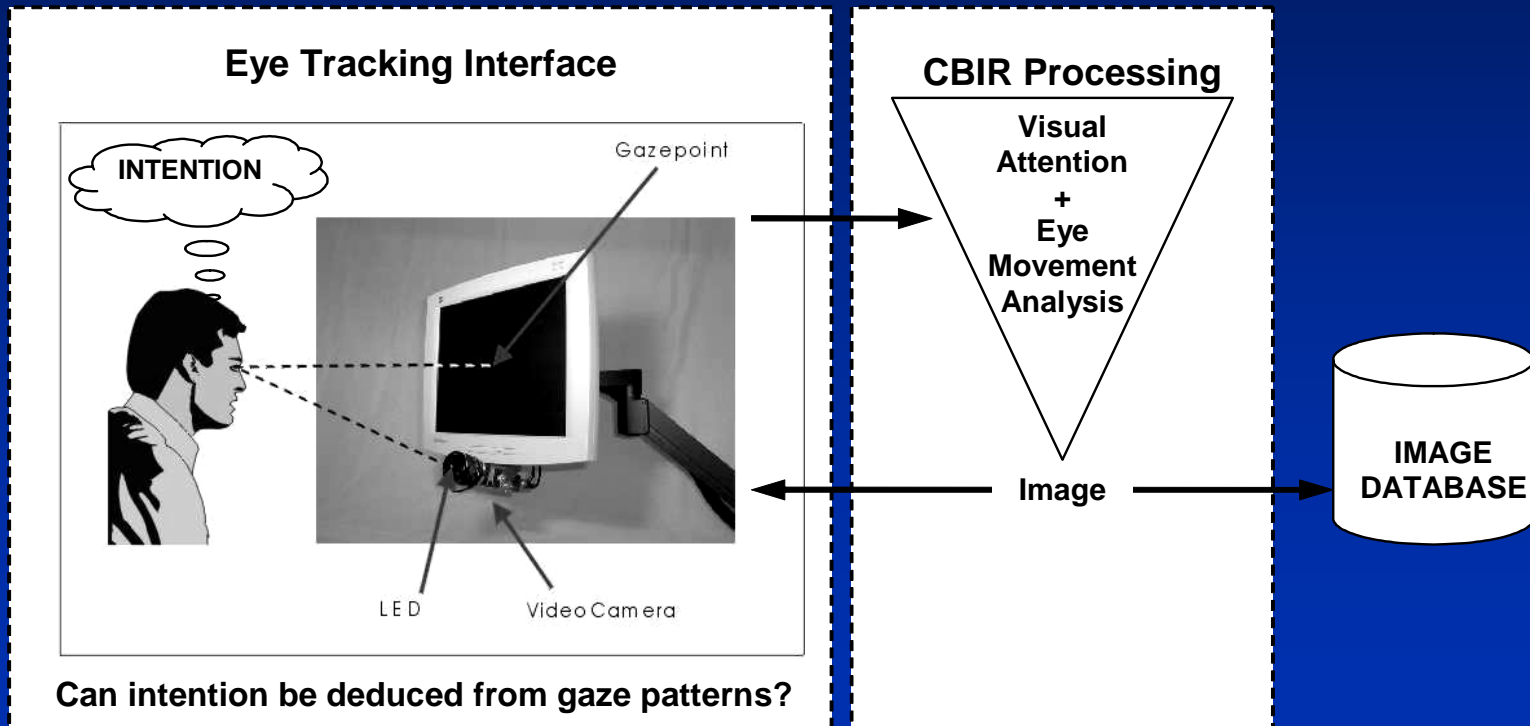 Eye Tracking Interface
INTENTION
Gazepoint
LED
Video Camera
Can intention be deduced from gaze patterns?
CBIR Processing
Visual
Attention
+
Eye
Movement
Analysis
Image
IMAGE
DATABASE